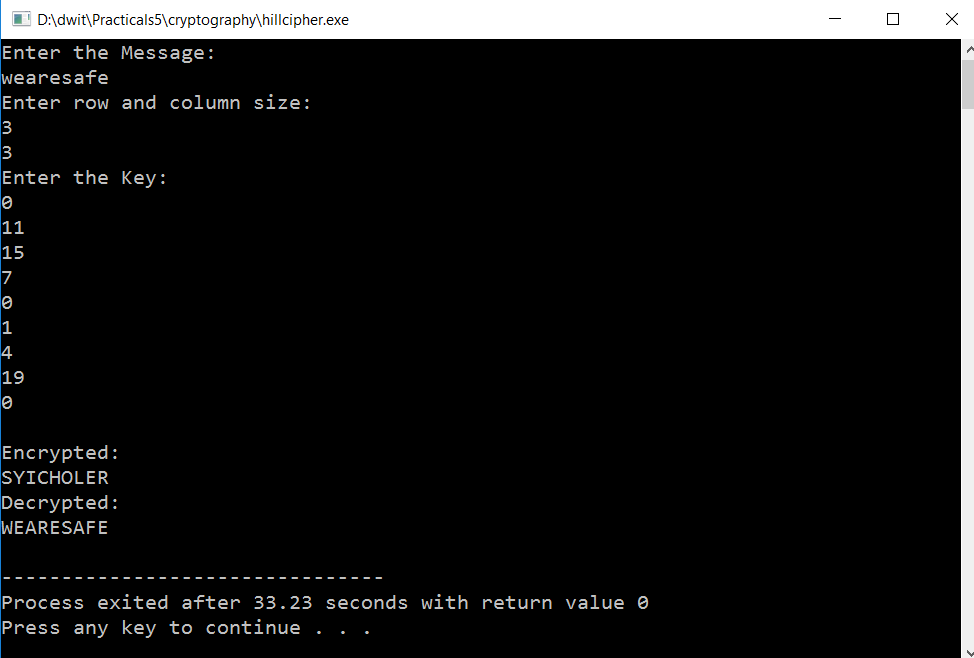 D:\dwit\Practicals5\cryptography\hillcipher.exe
Enter the Message:
wearesafe
Enter row and column size:
3
3
Enter the Key:
0
11
15
7
0
1
4
19
0
Encrypted:
SYICHOLER
Decrypted:
WEARESAFE
--------------------------------
Process exited after 33.23 seconds with return value 0
Press any key to continue . . .